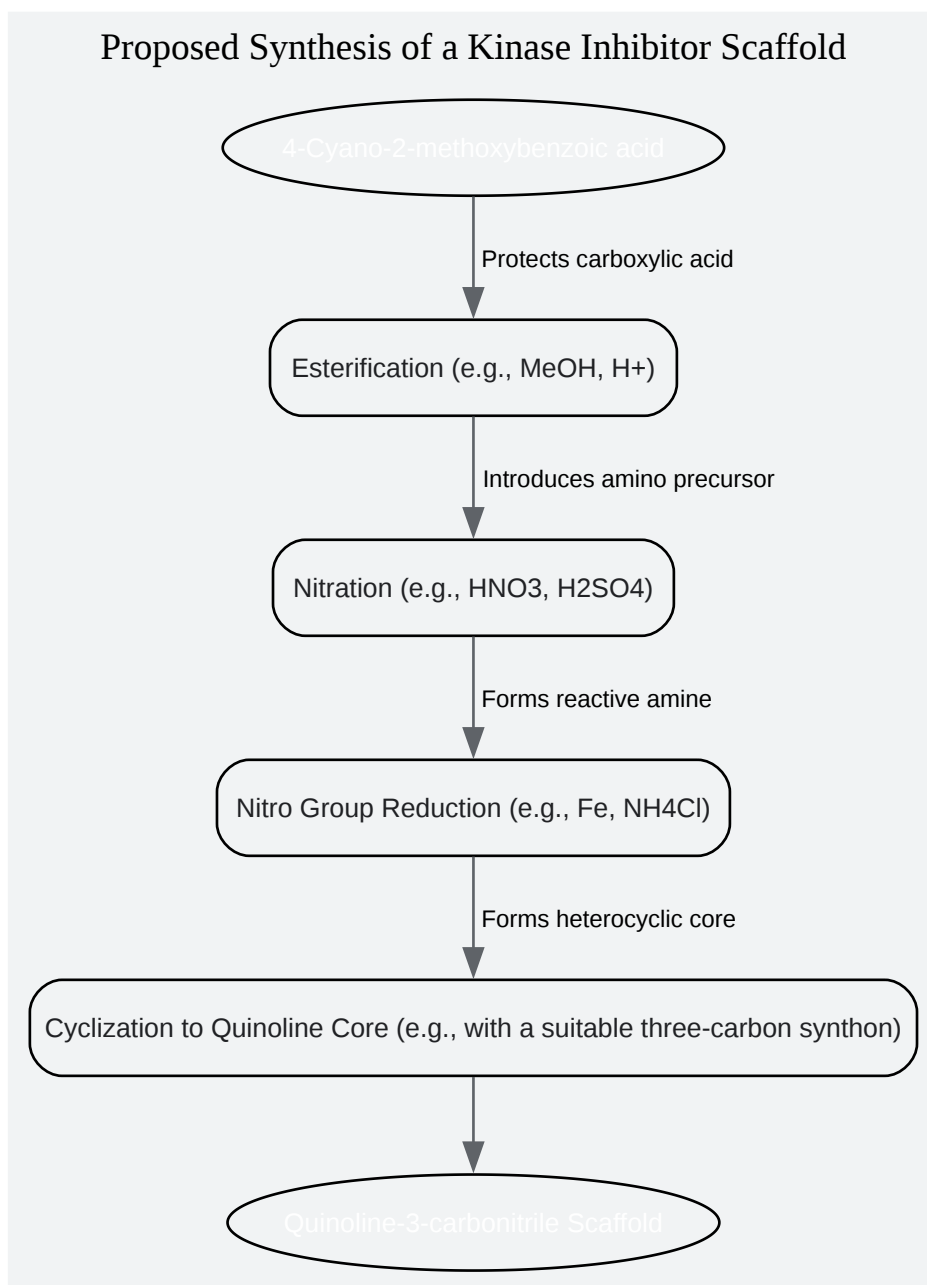 Proposed Synthesis of a Kinase Inhibitor Scaffold
4-Cyano-2-methoxybenzoic acid
Protects carboxylic acid
Esterification (e.g., MeOH, H+)
Introduces amino precursor
Nitration (e.g., HNO3, H2SO4)
Forms reactive amine
Nitro Group Reduction (e.g., Fe, NH4Cl)
Forms heterocyclic core
Cyclization to Quinoline Core (e.g., with a suitable three-carbon synthon)
Quinoline-3-carbonitrile Scaffold